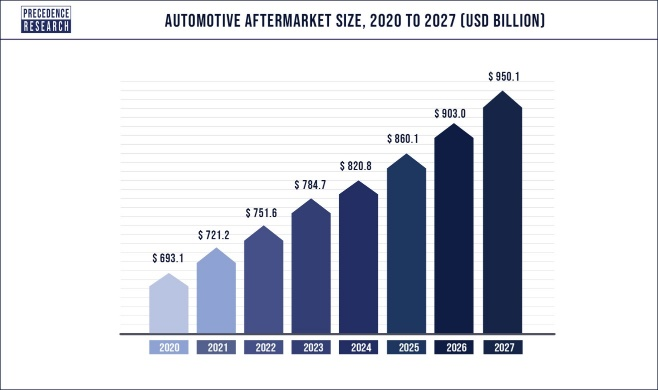 PRECEDENCE
RESEARCH
AUTOMOTIVE AFTERMARKET SIZE, 2020 TO 2027 (USD BILLION)
$ 950.1
$ 903.0
$ 860.1
$ 820.8
$ 784.7
$ 751.6
$ 721.2
$ 693.1
2020 2021 2022 2023 2024 2025 2026 2027